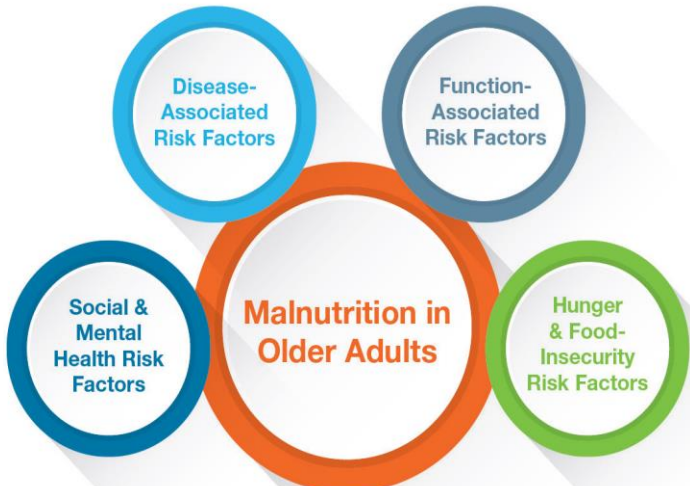 Disease-
Associated
Risk Factors
Function-
Associated
Risk Factors
Social &
Mental
Health Risk
Factors
Malnutrition in
Older Adults
Hunger
& Food-
Insecurity
Risk Factors